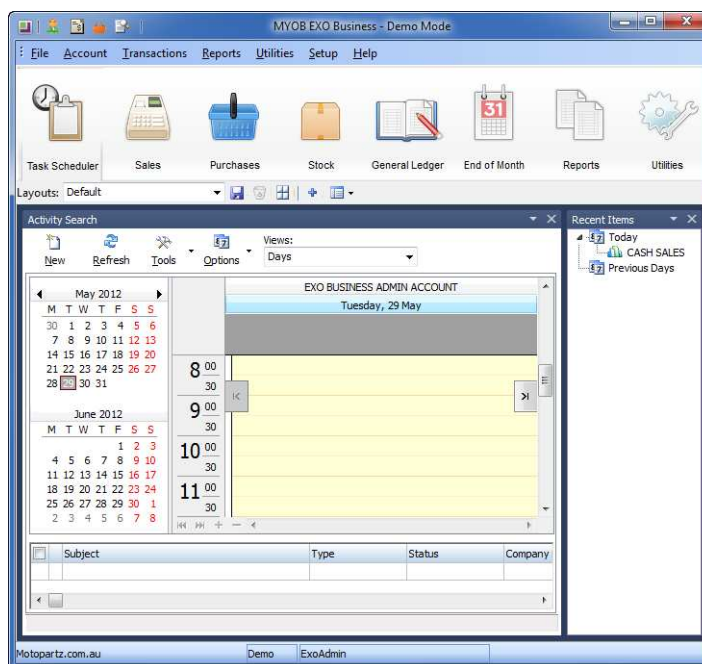 MYOB EXO Business - Demo Mode
File Account Transactions Reports Utilities Setup Help
31
Task Scheduler Sales Purchases Stock General Ledger End of Month Reports Utilities
Layouts: Default
Activity Search
Recent Items
New Refresh Tools Options
Views:
Days
Today
CASH SALES
Previous Days
May 2012
M T W T F S S
30 1 2 3 4 5 6
7 8 9 10 11 12 13
14 15 16 17 18 19 20
21 22 23 24 25 26 27
28 29 30 31
June 2012
M T W T F S S
1 2 3
4 5 6 7 8 9 10
11 12 13 14 15 16 17
18 19 20 21 22 23 24
25 26 27 28 29 30 1
2 3 4 5 6 7 8
EXO BUSINESS ADMIN ACCOUNT
Tuesday, 29 May
8 00
30
9 00
30
10 00
30
11 00
30
Subject Type Status Company
Motopartz.com.au Demo ExoAdmin